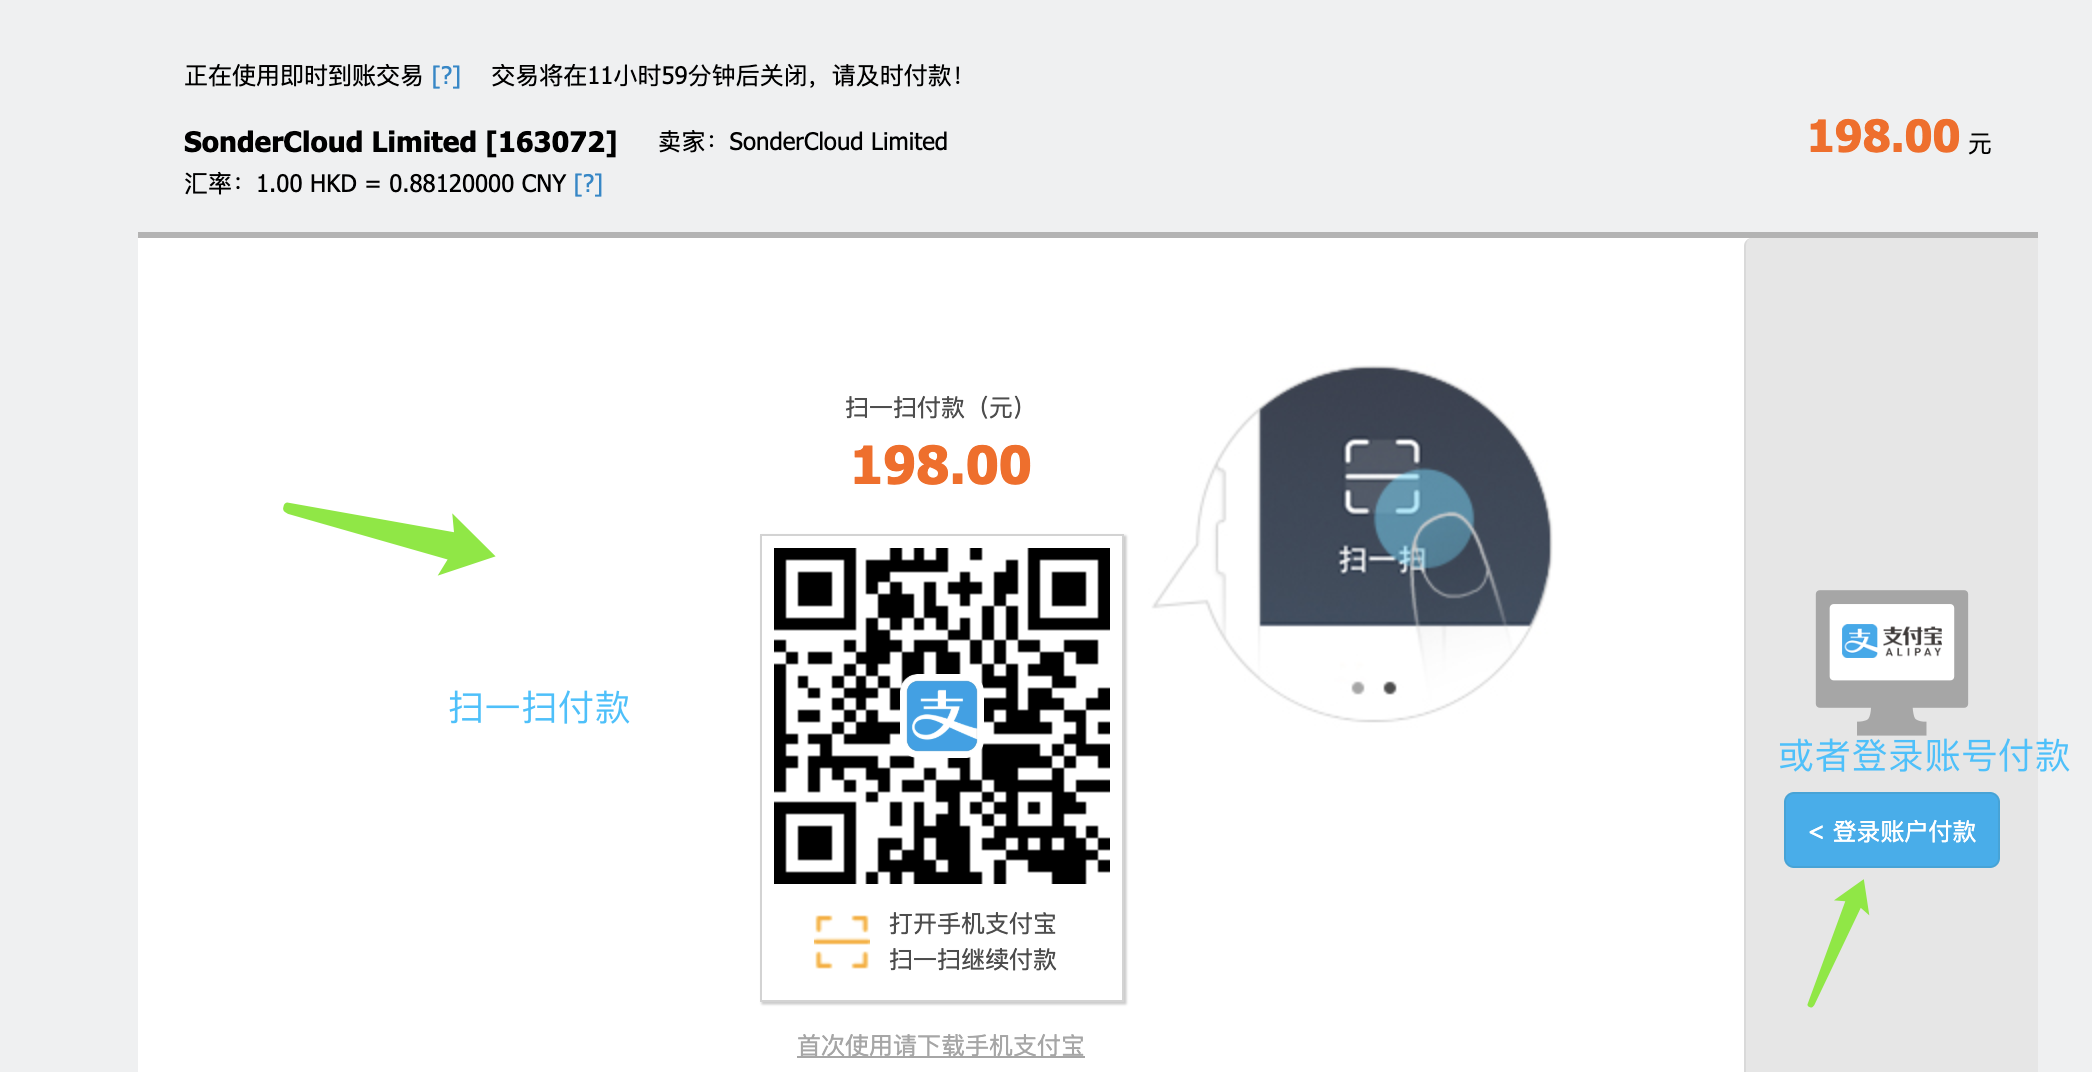 正在使用即时到账交易 [?] 交易将在11小时59分钟后关闭，请及时付款！
SonderCloud Limited [163072] 卖家：SonderCloud Limited
198.00 元
汇率：1.00 HKD = 0.88120000 CNY [?]
扫一扫付款（元）
198.00
扫一扫
支付宝
ALIPAY
扫一扫付款
支
或者登录账号付款
< 登录账户付款
打开手机支付宝
扫一扫继续付款
首次使用请下载手机支付宝